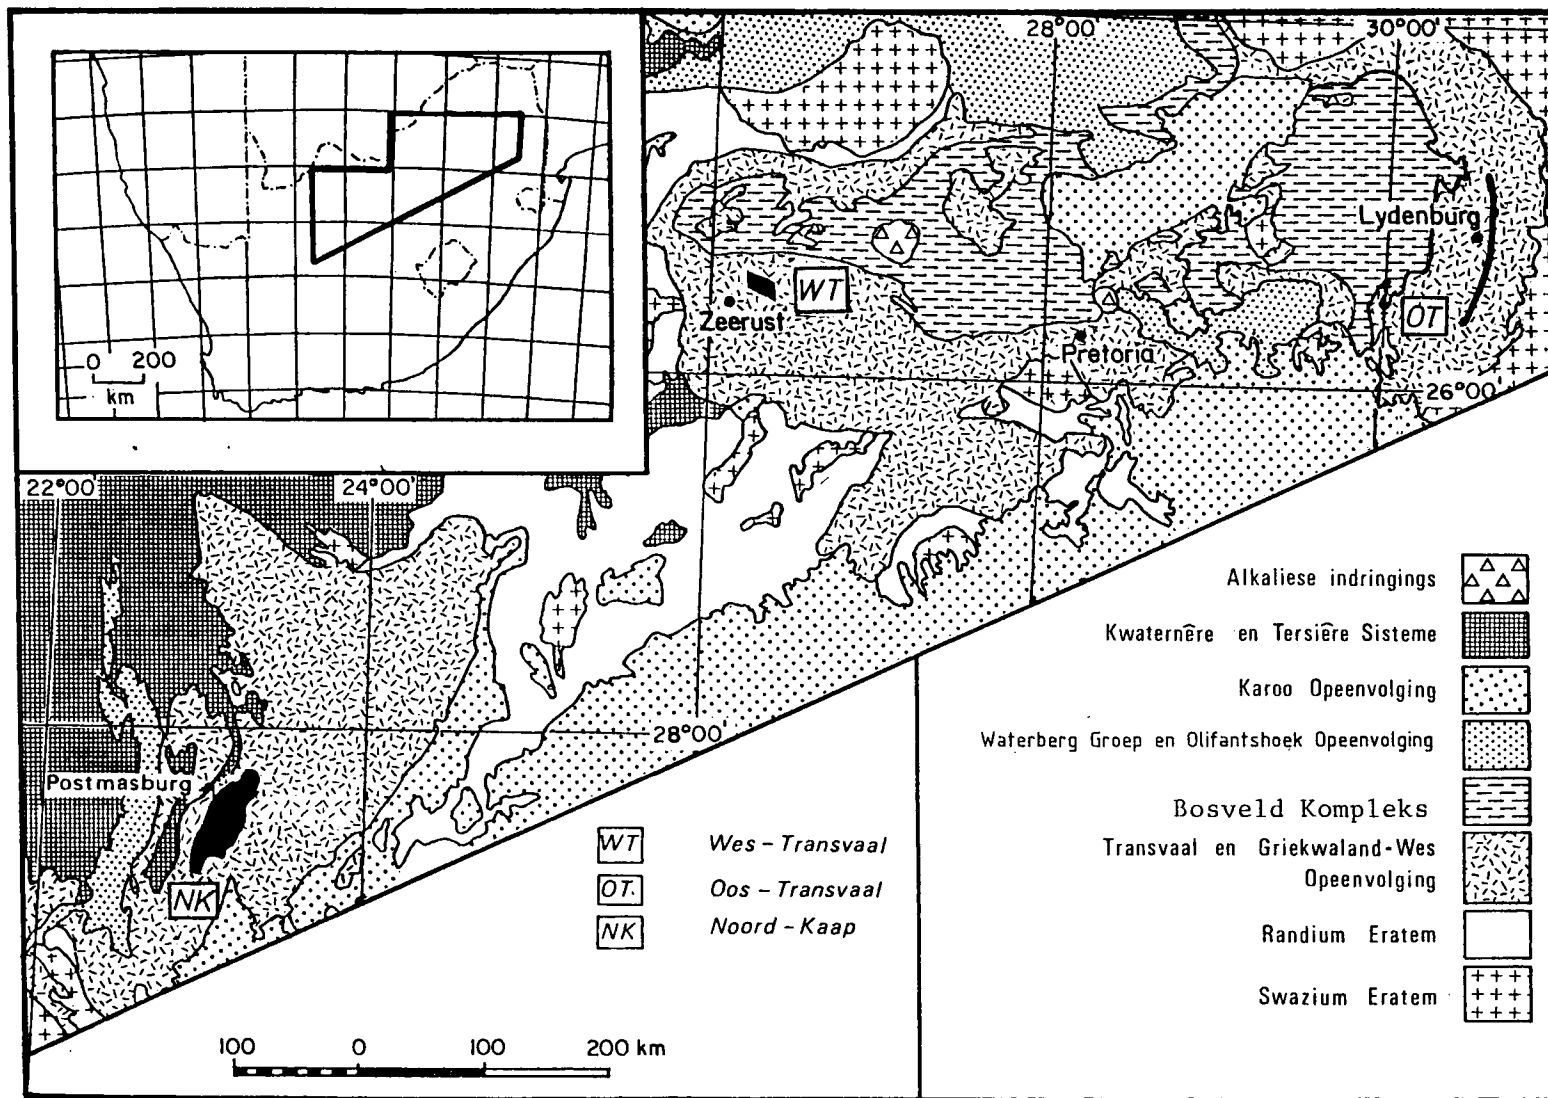 28°00'
30°00'
0 200
km
Lydenburg
WT
Zeerust
OT
Pretoria
26°00'
22°00'
24°00'
Alkaliese indringings
Kwaternêre en Tersiêre Sisteme
Karoo Opeenvolging
28°00'
Waterberg Groep en Olifantshoek Opeenvolging
Postmasburg
Bosveld Kompleks
WT Wes-Transvaal
Transvaal en Griekwaland-Wes
Opeenvolging
OT. Oos-Transvaal
NK
NK Noord-Kaap
Randium Eratem
Swazium Eratem
100 0 100 200 km